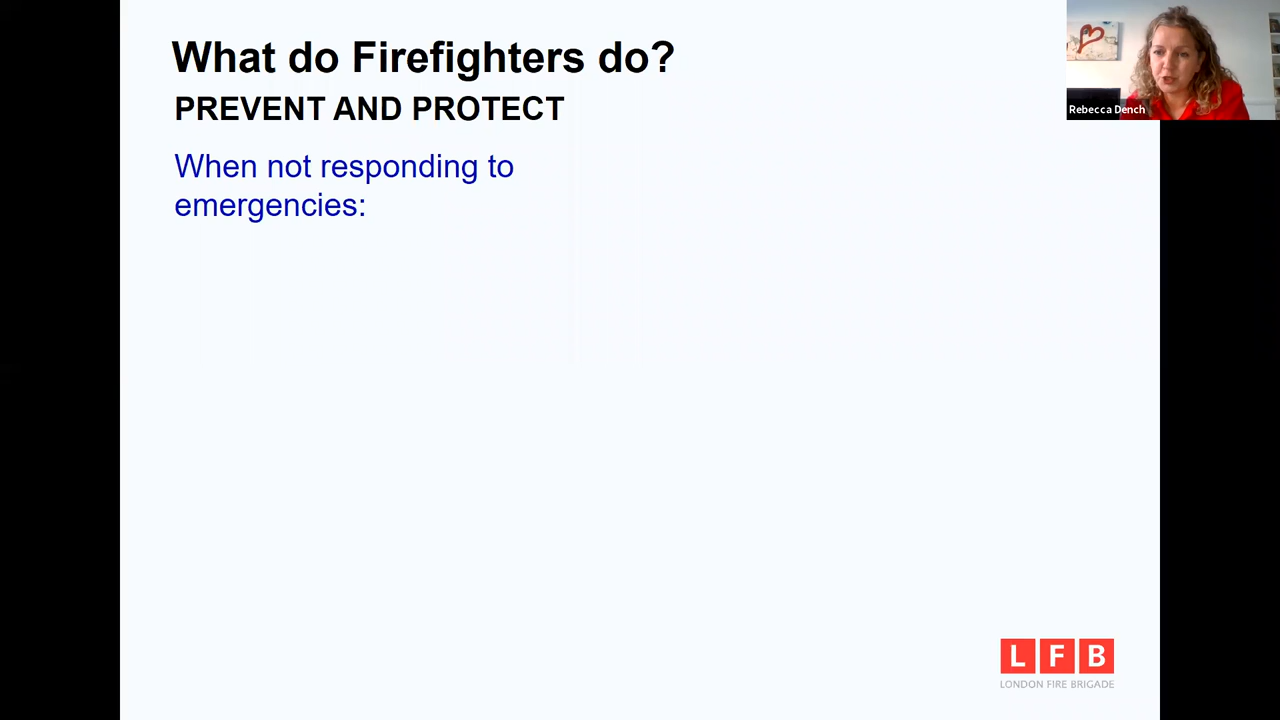 What do Firefighters do?
PREVENT AND PROTECT
When not responding to
emergencies:
Rebecca Dench
L F B
LONDON FIRE BRIGADE